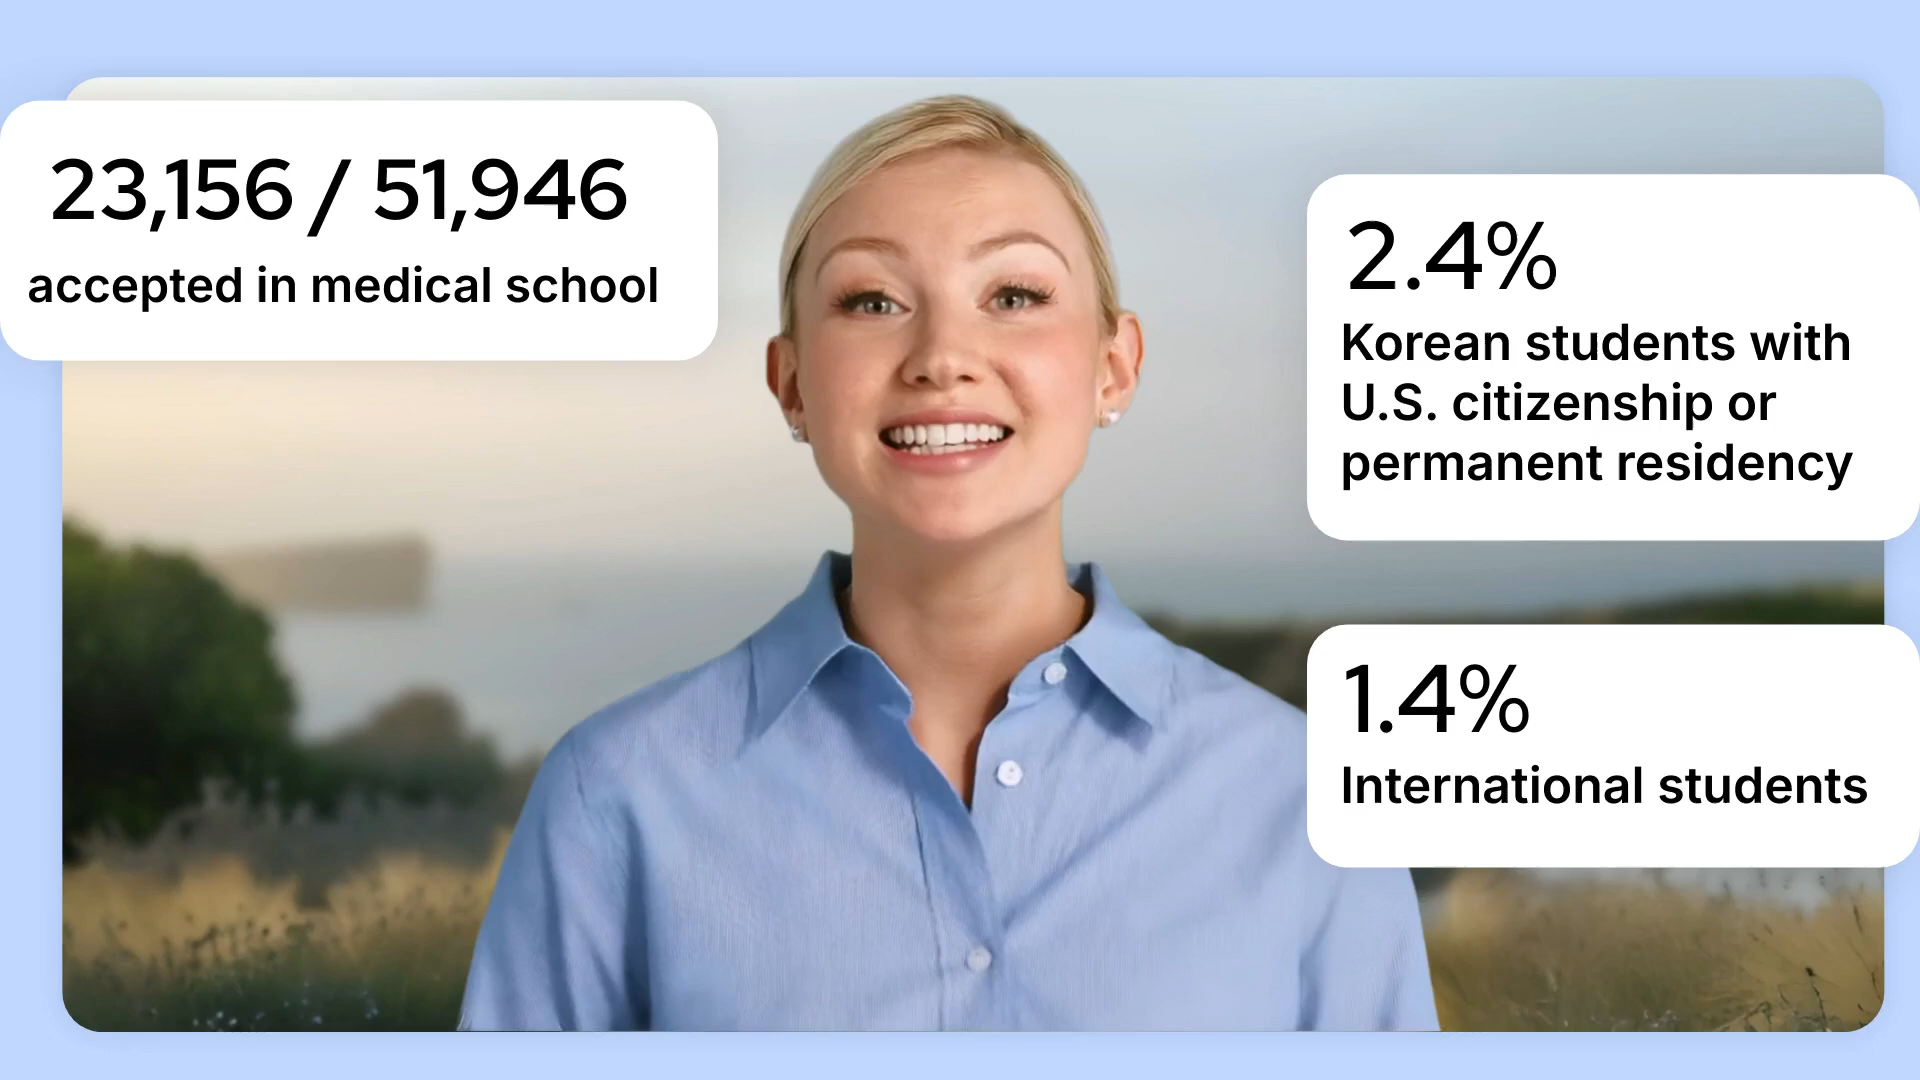 23,156 / 51,946
accepted in medical school
2.4%
Korean students with
U.S. citizenship or
permanent residency
1.4%
International students